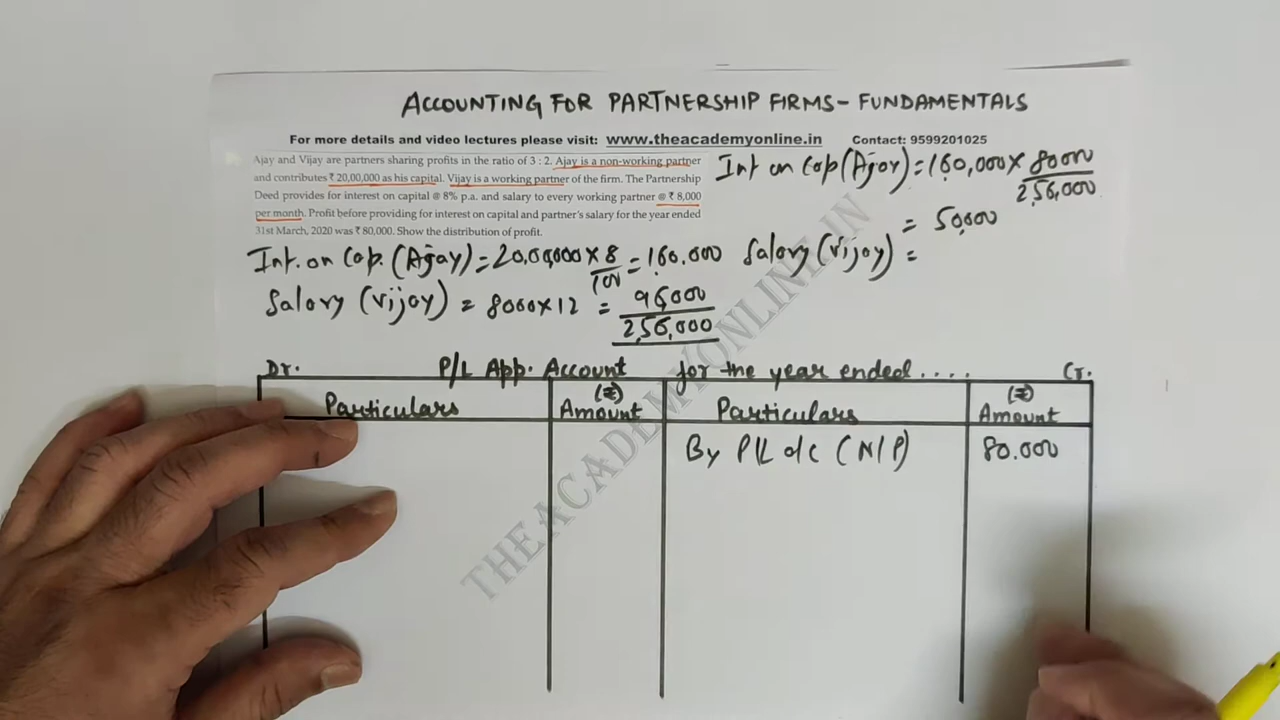 ACCOUNTING FOR PARTNERSHIP FIRMS - FUNDAMENTALS
For more details and video lectures please visit: www.theacademyonline.in Contact: 9599201025
Ajay and Vijay are partners sharing profits in the ratio of 3 : 2. Ajay is a non-working partner
and contributes ₹ 20,00,000 as his capital. Vijay is a working partner of the firm. The Partnership
Deed provides for interest on capital @ 8% p.a. and salary to every working partner @ ₹ 8,000
per month. Profit before providing for interest on capital and partner's salary for the year ended
31st March, 2020 was ₹ 80,000. Show the distribution of profit.
Int on Cap (Ajay) = 160,000 × 80000
256,000
= 50,000
Int. on Cap. (Ajay) = 20,00,000 × 8 = 160.000
100
Salary (Vijay) =
Salary (Vijay) = 8000 × 12 = 96,000
2,56,000
Dr. P/L App. Account for the year ended .... Cr.
Particulars (₹) Amount Particulars (₹) Amount
By P/L a/c (N/P) 80.000
THEACADEMYONLINE.IN